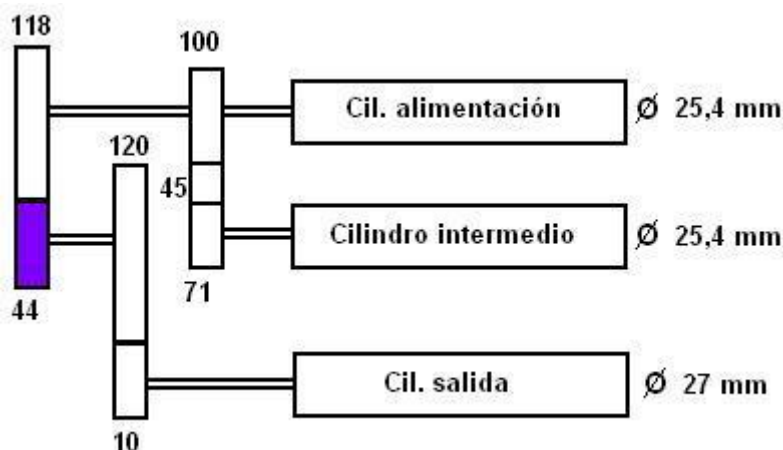 118
100
Cil. alimentación Ø 25,4 mm
120
45
Cilindro intermedio Ø 25,4 mm
71
44
Cil. salida Ø 27 mm
10